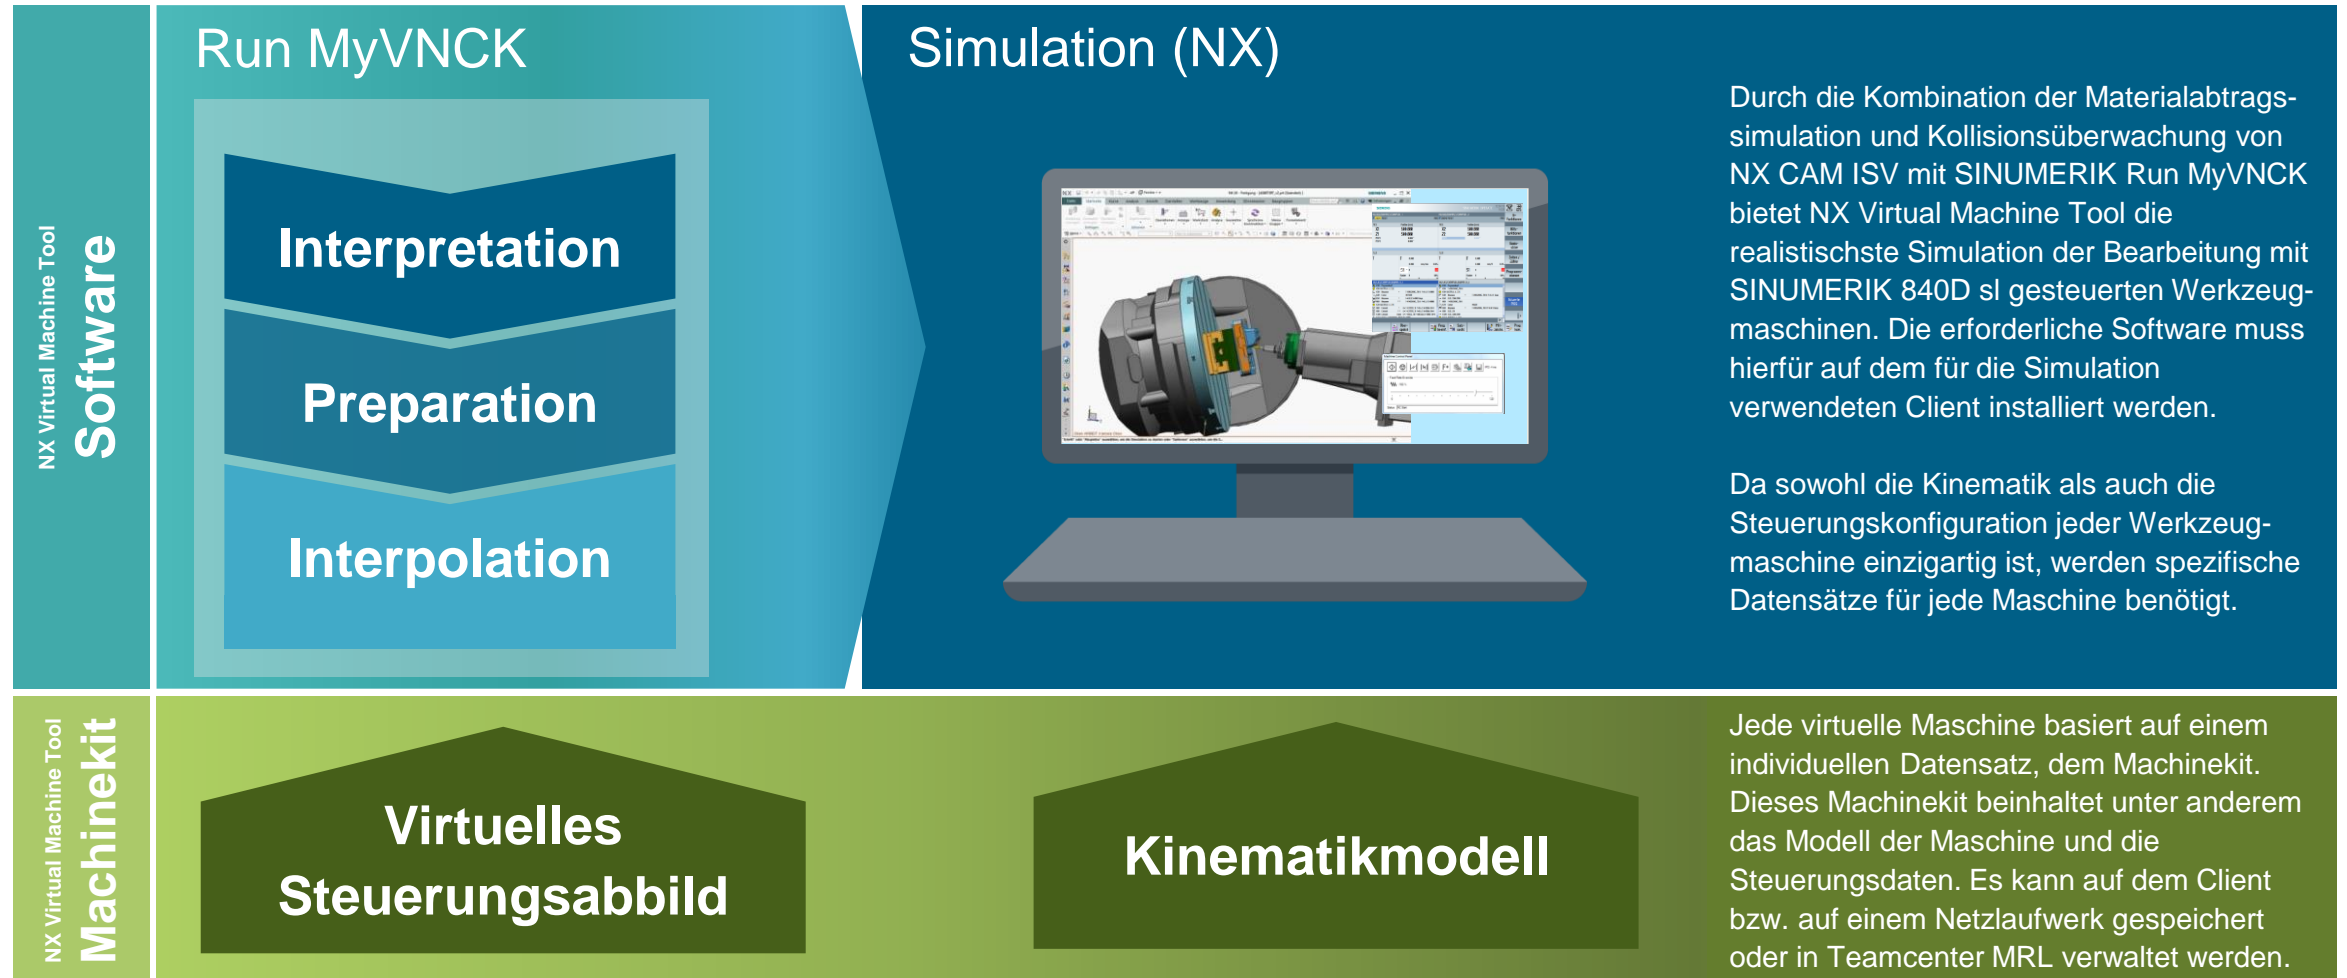 NX Virtual Machine Tool
Software
Run MyVNCK
Interpretation
Preparation
Interpolation
Simulation (NX)
Durch die Kombination der Materialabtrags-
simulation und Kollisionsüberwachung von
NX CAM ISV mit SINUMERIK Run MyVNCK
bietet NX Virtual Machine Tool die
realistischste Simulation der Bearbeitung mit
SINUMERIK 840D sl gesteuerten Werkzeug-
maschinen. Die erforderliche Software muss
hierfür auf dem für die Simulation
verwendeten Client installiert werden.
Da sowohl die Kinematik als auch die
Steuerungskonfiguration jeder Werkzeug-
maschine einzigartig ist, werden spezifische
Datensätze für jede Maschine benötigt.
NX Virtual Machine Tool
Machinekit
Virtuelles
Steuerungsabbild
Kinematikmodell
Jede virtuelle Maschine basiert auf einem
individuellen Datensatz, dem Machinekit.
Dieses Machinekit beinhaltet unter anderem
das Modell der Maschine und die
Steuerungsdaten. Es kann auf dem Client
bzw. auf einem Netzlaufwerk gespeichert
oder in Teamcenter MRL verwaltet werden.